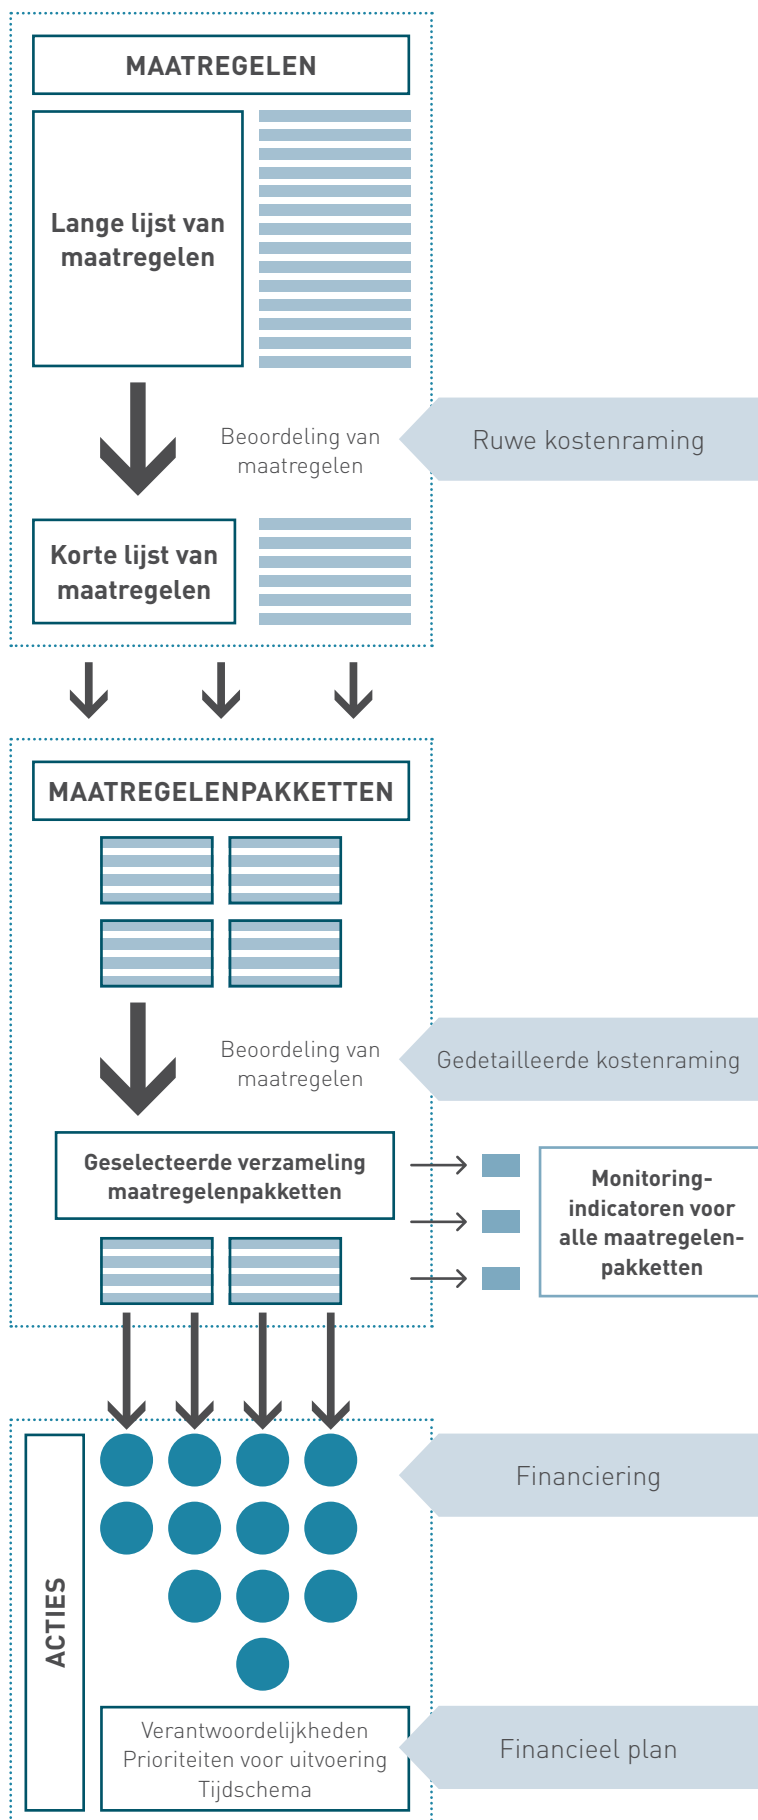 MAATREGELEN
Lange lijst van
maatregelen
Beoordeling van
maatregelen
Ruwe kostenraming
Korte lijst van
maatregelen
MAATREGELENPAKKETTEN
Beoordeling van
maatregelen
Gedetailleerde kostenraming
Geselecteerde verzameling
maatregelenpakketten
Monitoring-
indicatoren voor
alle maatregelen-
pakketten
Financiering
ACTIES
Verantwoordelijkheden
Prioriteiten voor uitvoering
Tijdschema
Financieel plan